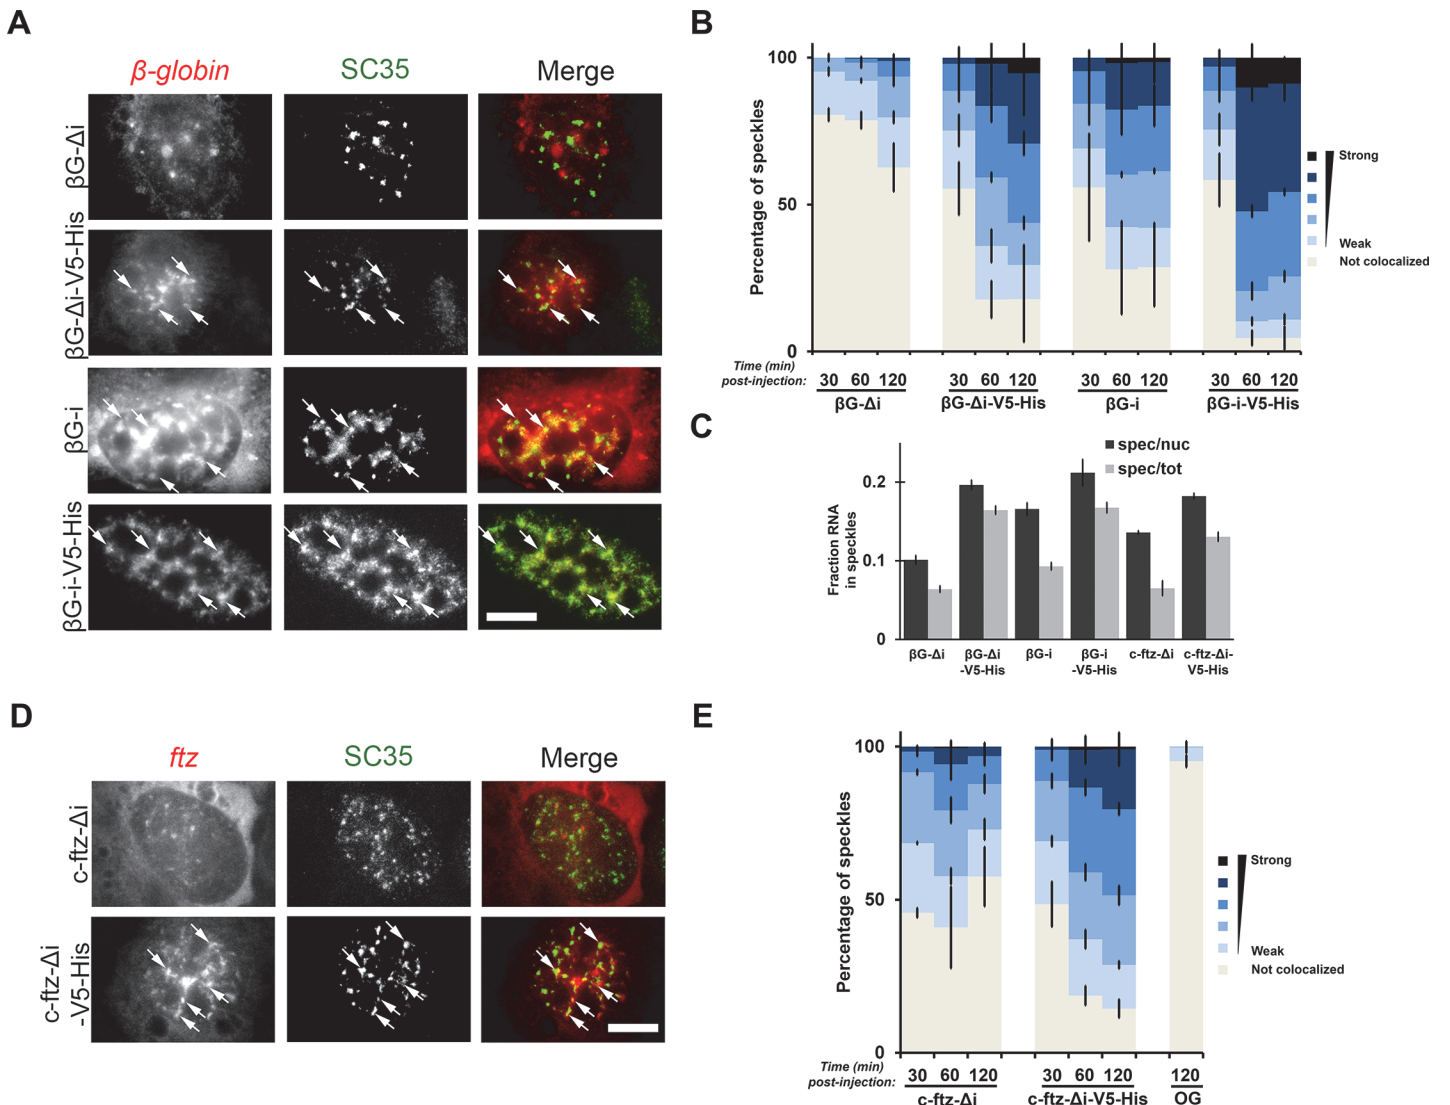 A
β-globin SC35 Merge
βG-Δi
βG-Δi-V5-His
βG-i
βG-i-V5-His
B
Percentage of speckles
100
50
0
Strong
Weak
Not colocalized
Time (min)
post-injection:
30 60 120 30 60 120 30 60 120 30 60 120
βG-Δi βG-Δi-V5-His βG-i βG-i-V5-His
C
spec/nuc
spec/tot
Fraction RNA
in speckles
0.2
0.1
0
βG-Δi βG-Δi -V5-His βG-i βG-i -V5-His c-ftz-Δi c-ftz-Δi- V5-His
D
ftz SC35 Merge
c-ftz-Δi
c-ftz-Δi
-V5-His
E
Percentage of speckles
100
50
0
Strong
Weak
Not colocalized
Time (min)
post-injection:
30 60 120 30 60 120 120
c-ftz-Δi c-ftz-Δi-V5-His OG